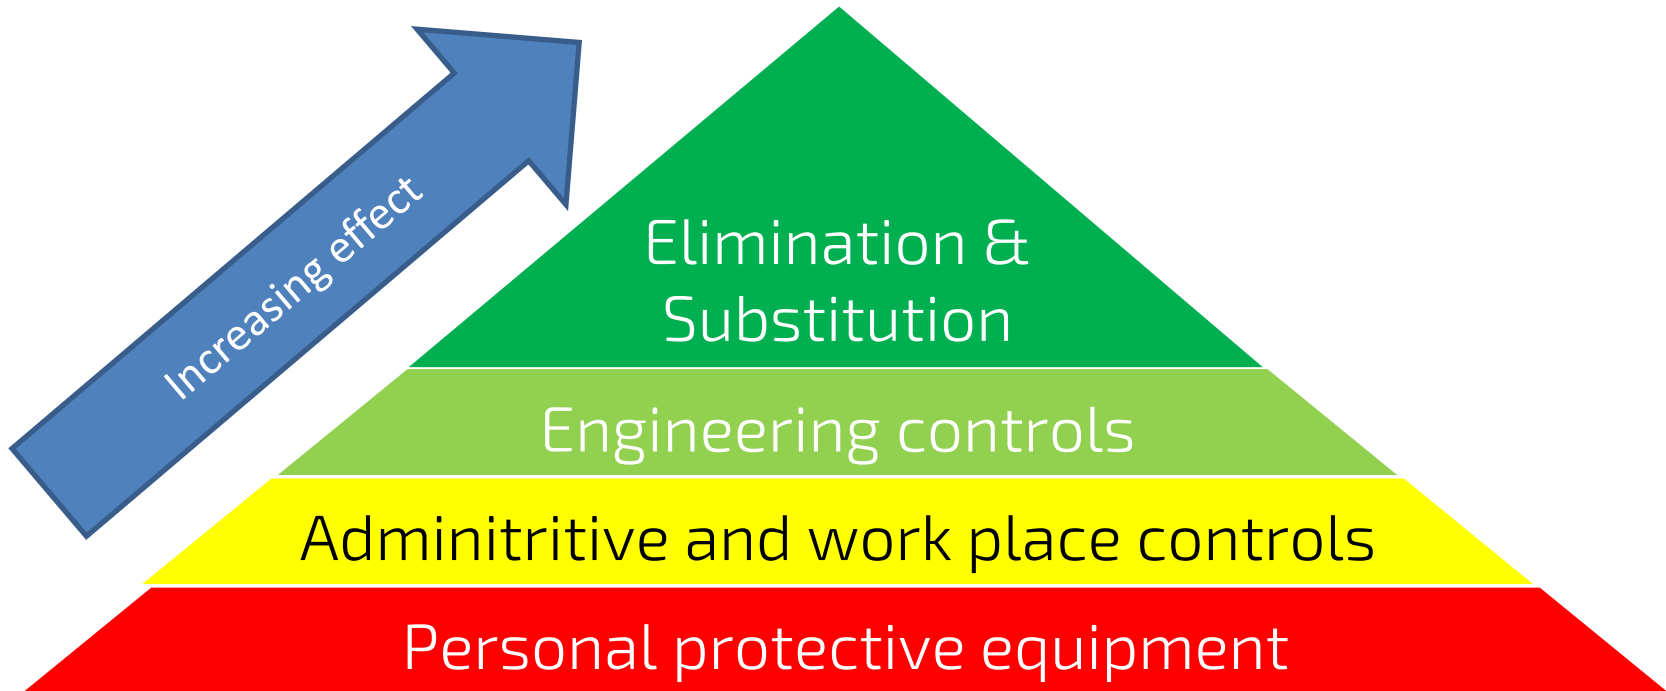 Increasing effect
Elimination &
Substitution
Engineering controls
Adminitritive and work place controls
Personal protective equipment